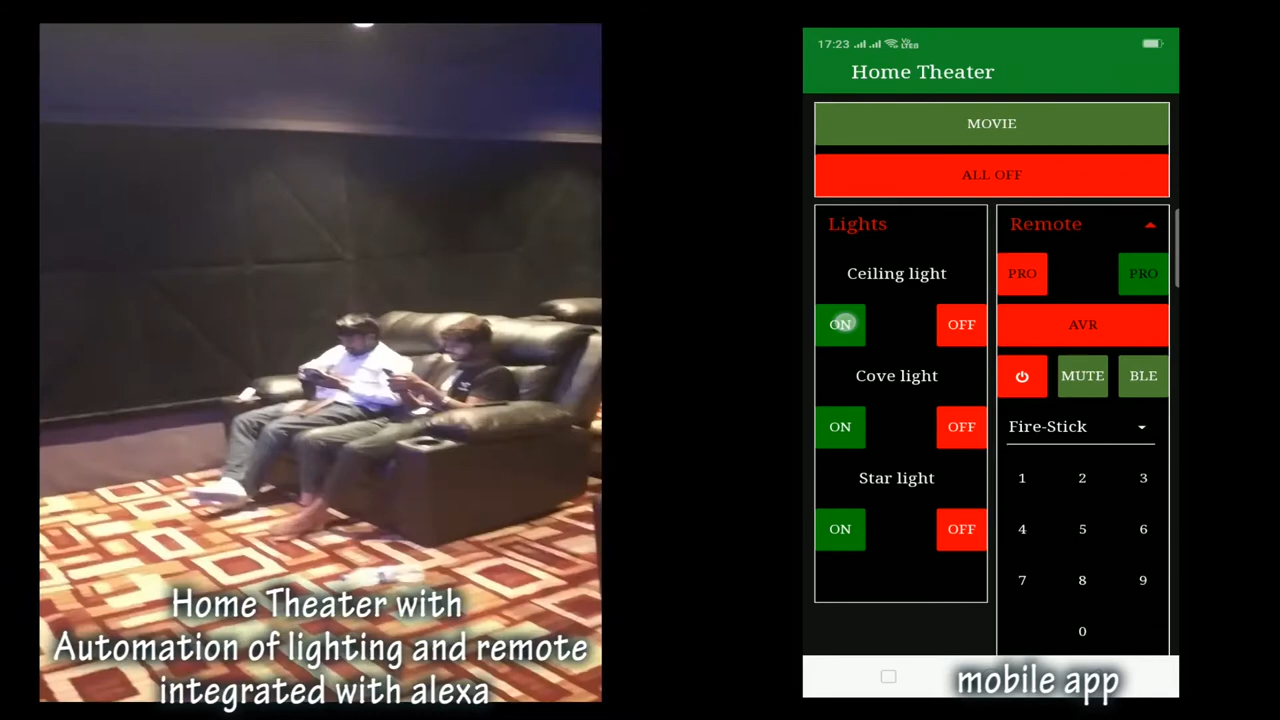 Home Theater with
Automation of lighting and remote
integrated with alexa
17:23 Vo LTEB
Home Theater
MOVIE
ALL OFF
Lights
Ceiling light
ON OFF
Cove light
ON OFF
Star light
ON OFF
Remote
PRO PRO
AVR
MUTE BLE
Fire-Stick
1 2 3
4 5 6
7 8 9
0
mobile app